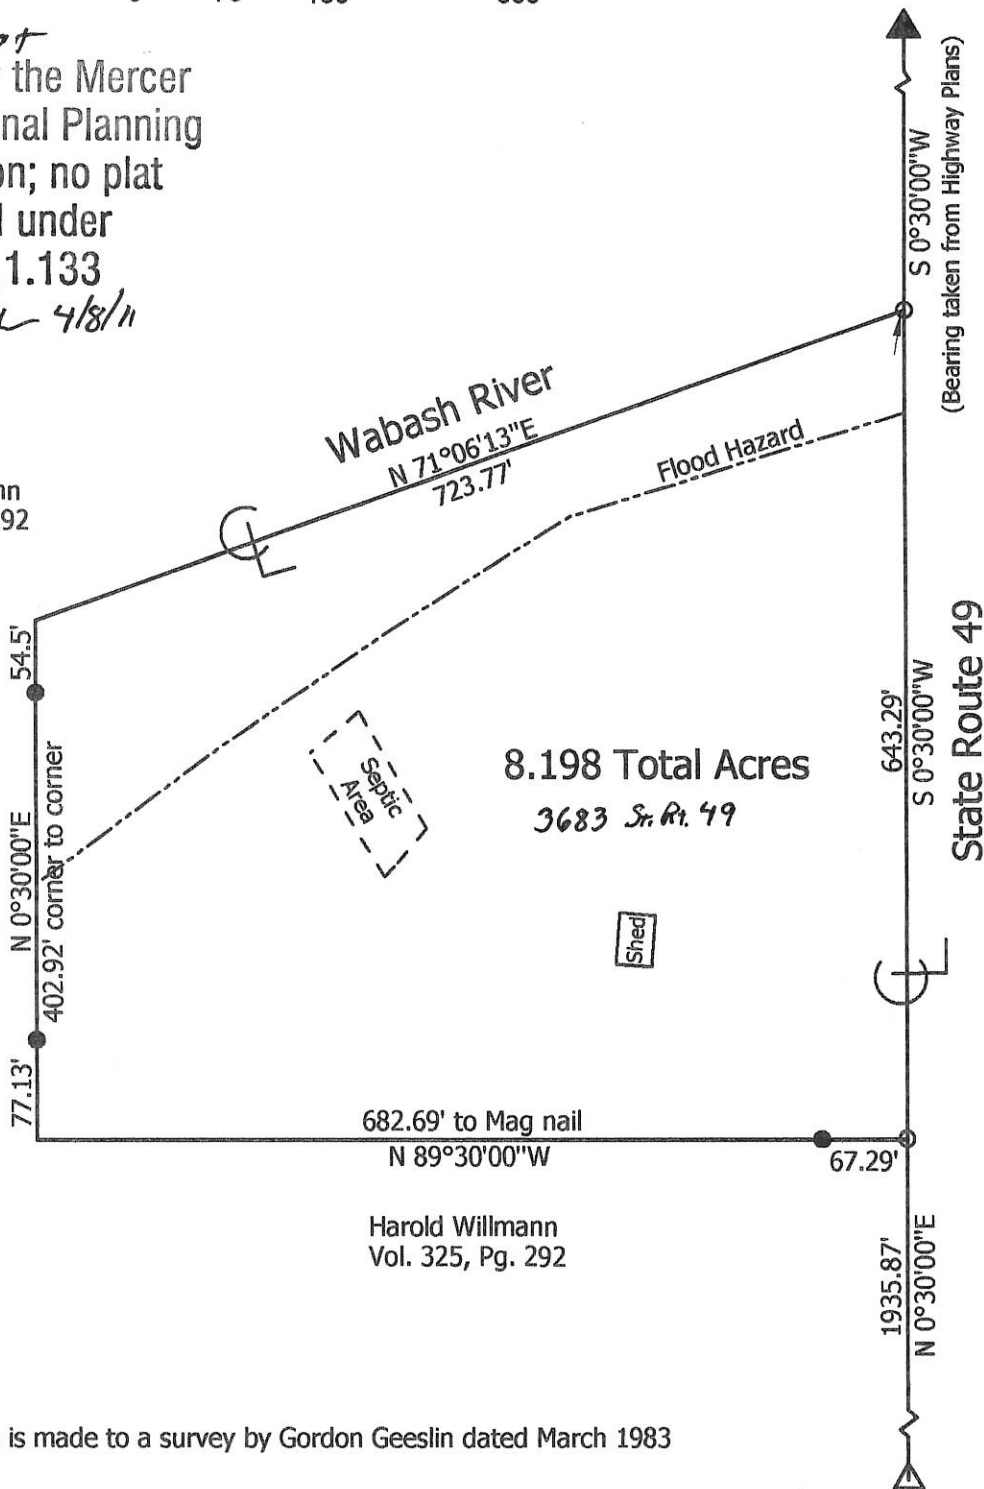 the Mercer
nal Planning
on; no plat
under
1.133
4/8/11
(Bearing taken from Highway Plans)
S 0°30'00"W
Wabash River
N 71°06'13"E
723.77'
Flood Hazard
nn
92
54.5'
N 0°30'00"E
402.92' corner to corner
77.13'
Septic
Area
8.198 Total Acres
3683 St. Rt. 49
Shed
643.29'
S 0°30'00"W
State Route 49
682.69' to Mag nail
N 89°30'00"W
67.29'
Harold Willmann
Vol. 325, Pg. 292
1935.87'
N 0°30'00"E
is made to a survey by Gordon Geeslin dated March 1983